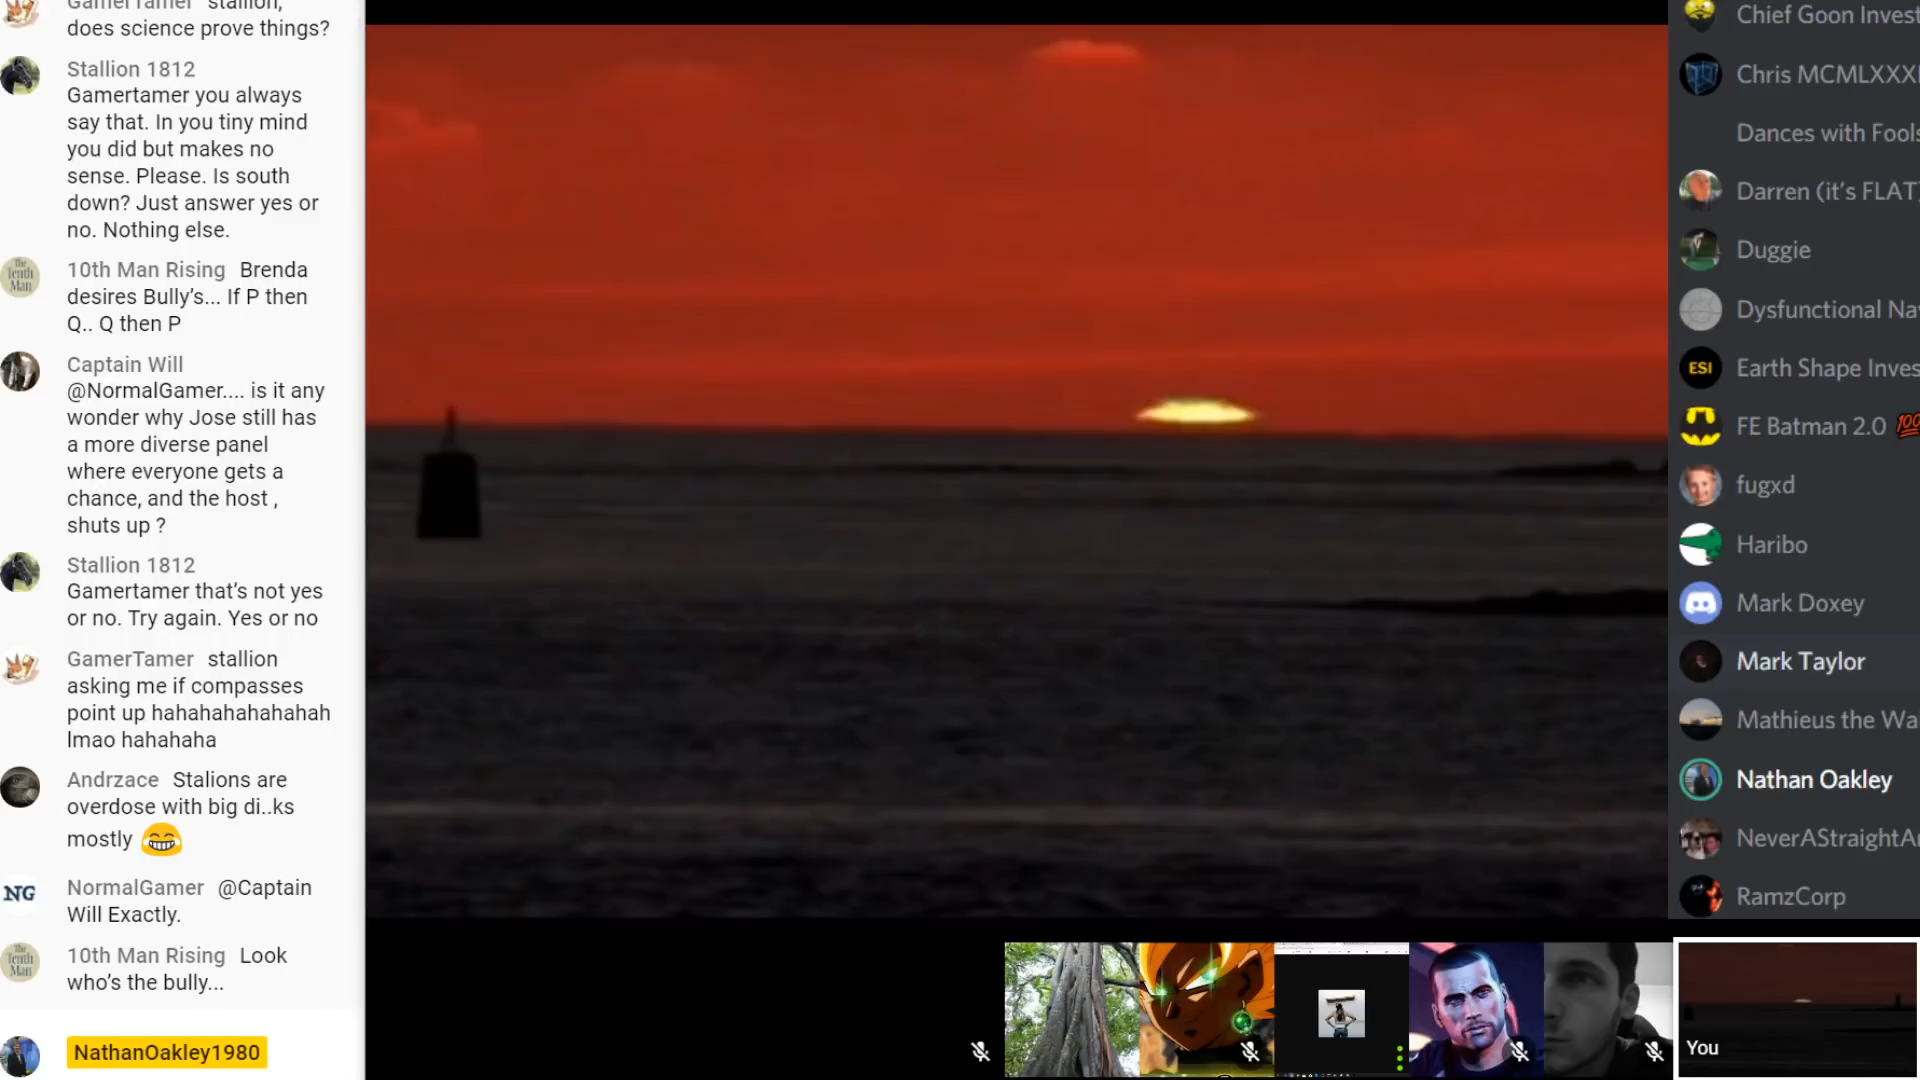 GamerTamer stallion,
does science prove things?
Stallion 1812
Gamertamer you always
say that. In you tiny mind
you did but makes no
sense. Please. Is south
down? Just answer yes or
no. Nothing else.
10th Man Rising Brenda
desires Bully’s... If P then
Q.. Q then P
Captain Will
@NormalGamer.... is it any
wonder why Jose still has
a more diverse panel
where everyone gets a
chance, and the host ,
shuts up ?
Stallion 1812
Gamertamer that’s not yes
or no. Try again. Yes or no
GamerTamer stallion
asking me if compasses
point up hahahahahahahah
lmao hahahaha
Andrzace Stalions are
overdose with big di..ks
mostly 😁
NG
NormalGamer @Captain
Will Exactly.
The Tenth Man
10th Man Rising Look
who’s the bully...
NathanOakley1980
Chief Goon Invest
Chris MCMLXXXI
Dances with Fools
Darren (it's FLAT)
Duggie
Dysfunctional Na
ESI
Earth Shape Inves
FE Batman 2.0 💯
fugxd
Haribo
Mark Doxey
Mark Taylor
Mathieus the Wa
Nathan Oakley
NeverAStraightA
RamzCorp
You